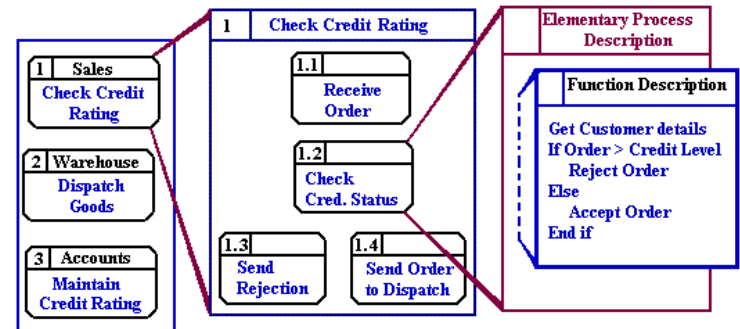 1 Sales
Check Credit
Rating
2 Warehouse
Dispatch
Goods
3 Accounts
Maintain
Credit Rating
1 Check Credit Rating
1.1
Receive
Order
1.2
Check
Cred. Status
1.3
Send
Rejection
1.4
Send Order
to Dispatch
Elementary Process
Description
Function Description
Get Customer details
If Order > Credit Level
Reject Order
Else
Accept Order
End if